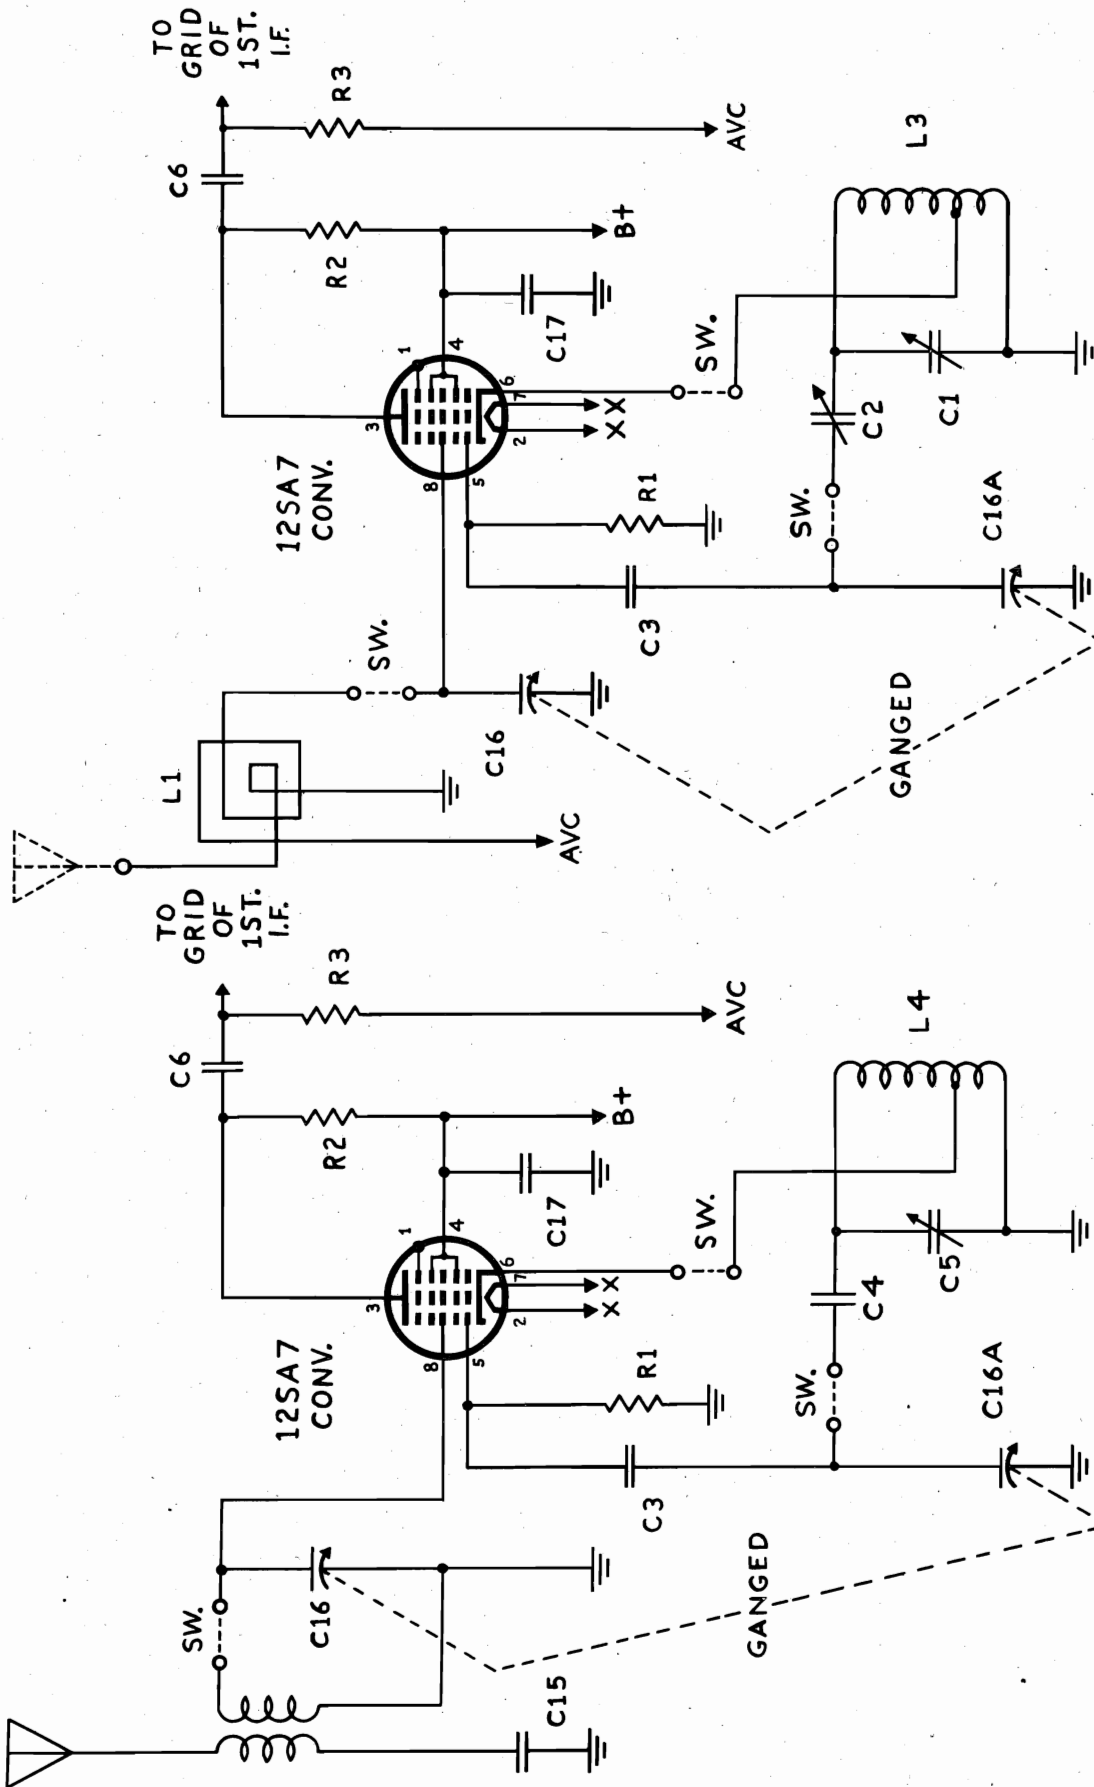 TO
GRID
OF
1ST.
I.F.
C6
R3
R2
AVC
B+
C17
12SA7
CONV.
1
3
4
8
5
6
7
2
X X
SW.
L3
C2
C1
SW.
R1
C3
C16A
L1
SW.
C16
AVC
GANGED
TO
GRID
OF
1ST.
I.F.
C6
R3
R2
AVC
B+
C17
12SA7
CONV.
1
3
4
8
5
6
7
2
X X
SW.
L4
C4
C5
SW.
R1
C3
C16A
SW.
C16
C15
GANGED